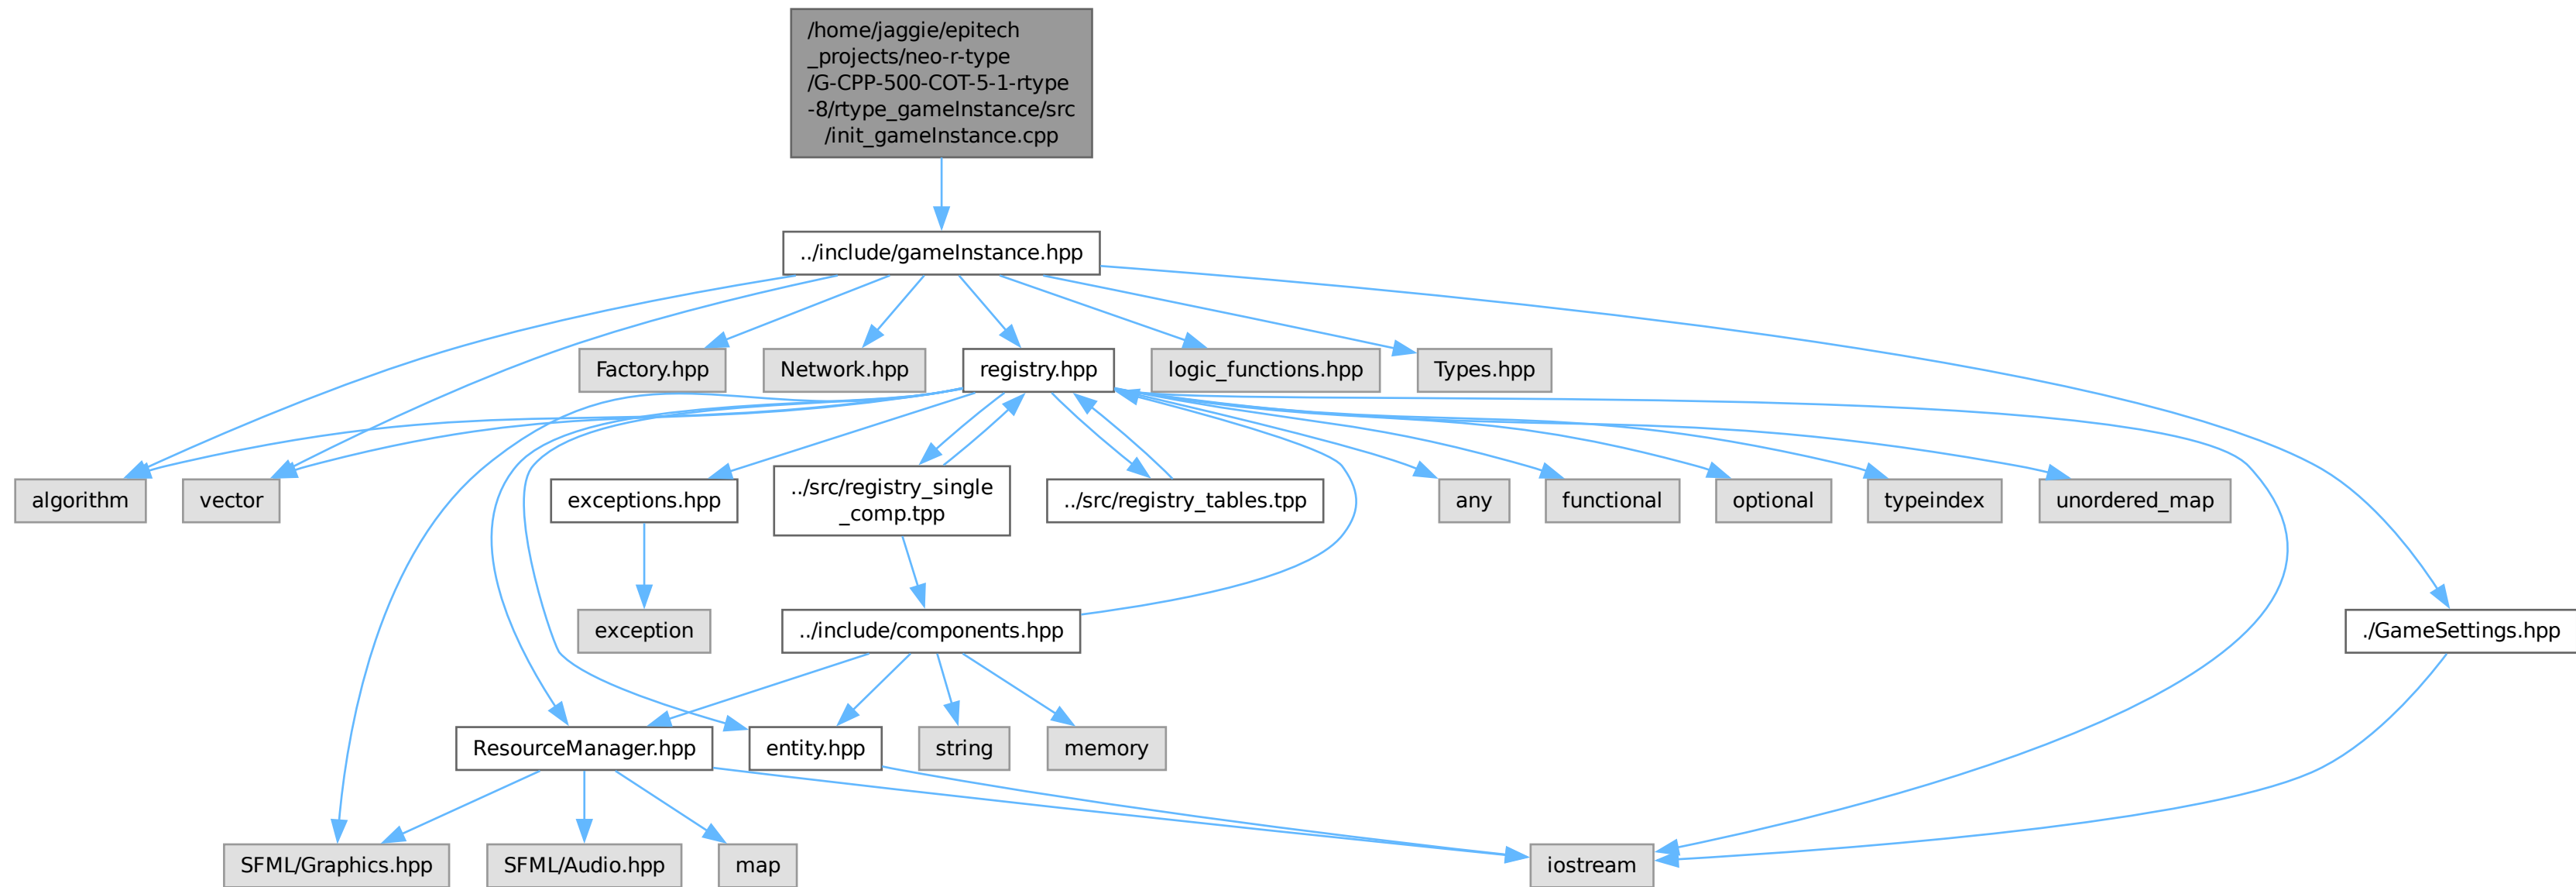 /home/jaggie/epitech
_projects/neo-r-type
/G-CPP-500-COT-5-1-rtype
-8/rtype_gameInstance/src
/init_gameInstance.cpp
../include/gameInstance.hpp
Factory.hpp
Network.hpp
registry.hpp
logic_functions.hpp
Types.hpp
algorithm
vector
exceptions.hpp
../src/registry_single
_comp.tpp
../src/registry_tables.tpp
any
functional
optional
typeindex
unordered_map
exception
../include/components.hpp
./GameSettings.hpp
ResourceManager.hpp
entity.hpp
string
memory
SFML/Graphics.hpp
SFML/Audio.hpp
map
iostream